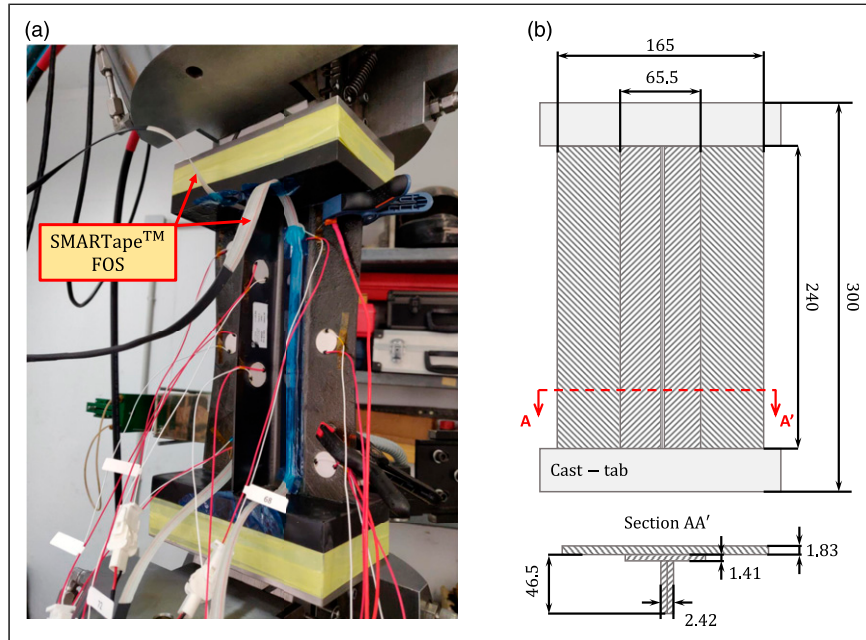 (a)
SMARTape™
FOS
68
(b)
165
65.5
240
300
A
A'
Cast – tab
Section AA'
46.5
1.83
1.41
2.42